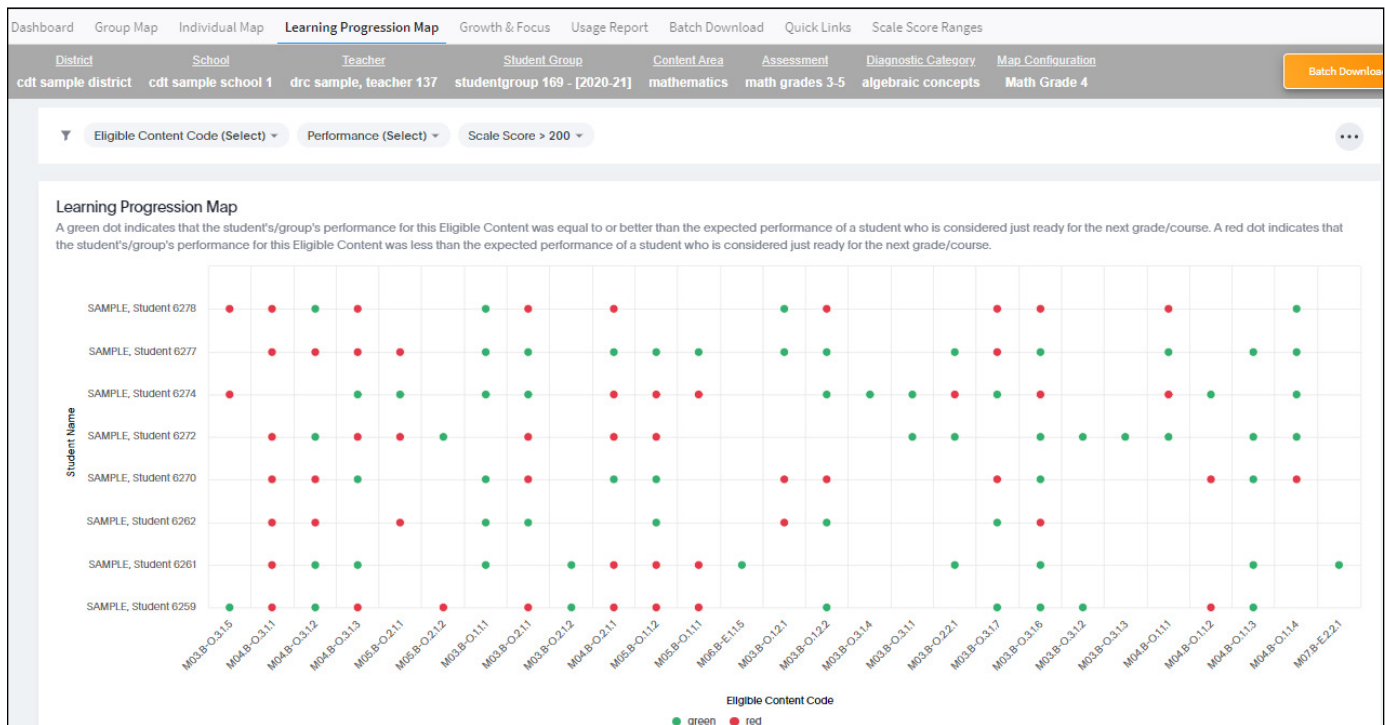 Dashboard Group Map Individual Map Learning Progression Map Growth & Focus Usage Report Batch Download Quick Links Scale Score Ranges
District School Teacher Student Group Content Area Assessment Diagnostic Category Map Configuration
cdt sample district cdt sample school 1 drc sample, teacher 137 studentgroup 169 - [2020-21] mathematics math grades 3-5 algebraic concepts Math Grade 4
Batch Downloa
Eligible Content Code (Select) Performance (Select) Scale Score > 200
Learning Progression Map
A green dot indicates that the student's/group's performance for this Eligible Content was equal to or better than the expected performance of a student who is considered just ready for the next grade/course. A red dot indicates that
the student's/group's performance for this Eligible Content was less than the expected performance of a student who is considered just ready for the next grade/course.
Student Name
SAMPLE, Student 6278
SAMPLE, Student 6277
SAMPLE, Student 6274
SAMPLE, Student 6272
SAMPLE, Student 6270
SAMPLE, Student 6262
SAMPLE, Student 6261
SAMPLE, Student 6259
M03.B-O.3.1.5
M04.B-O.3.1.1
M04.B-O.3.1.2
M04.B-O.3.1.3
M05.B-O.2.1.1
M05.B-O.2.1.2
M03.B-O.1.1.1
M03.B-O.2.1.1
M03.B-O.2.1.2
M04.B-O.2.1.1
M05.B-O.1.1.2
M05.B-O.1.1.1
M06.B-E.1.1.5
M03.B-O.1.2.1
M03.B-O.1.2.2
M03.B-O.3.1.4
M03.B-O.3.1.1
M03.B-O.2.2.1
M03.B-O.3.1.7
M03.B-O.3.1.6
M03.B-O.3.1.2
M03.B-O.3.1.3
M04.B-O.1.1.1
M04.B-O.1.1.2
M04.B-O.1.1.3
M04.B-O.1.1.4
M07.B-E.2.2.1
Eligible Content Code
green red